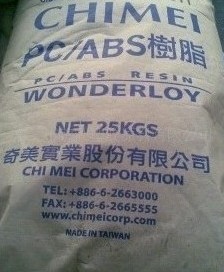 CHIMEI
PC/ABS樹脂
PC/ABS RESIN
WONDERLOY
NET 25KGS
奇美實業股份有限公司
CHI MEI CORPORATION
TEL: +886-6-2663000
FAX: +886-6-2665555
www.chimeicorp.com
MADE IN TAIWAN